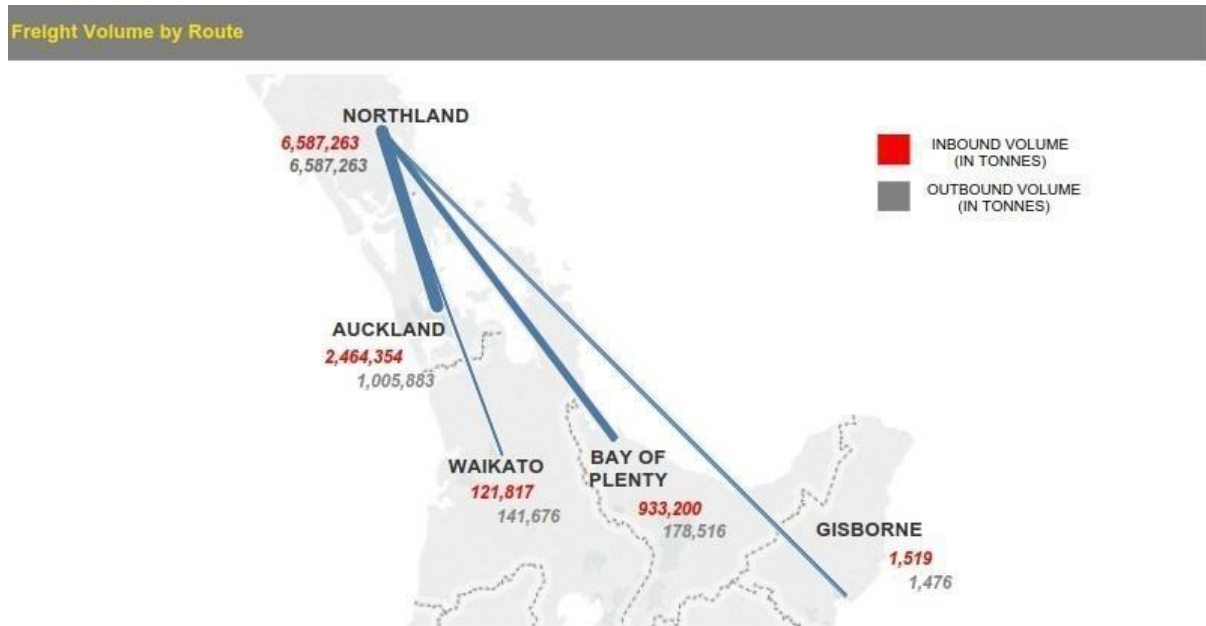 Freight Volume by Route
NORTHLAND
6,587,263
6,587,263
INBOUND VOLUME
(IN TONNES)
OUTBOUND VOLUME
(IN TONNES)
AUCKLAND
2,464,354
1,005,883
WAIKATO
121,817
141,676
BAY OF
PLENTY
933,200
178,516
GISBORNE
1,519
1,476